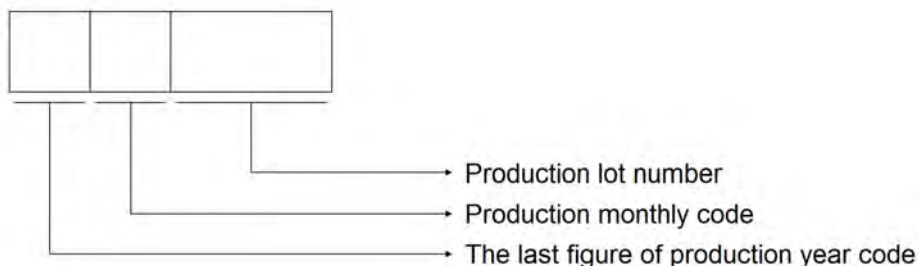 Production lot number
Production monthly code
The last figure of production year code